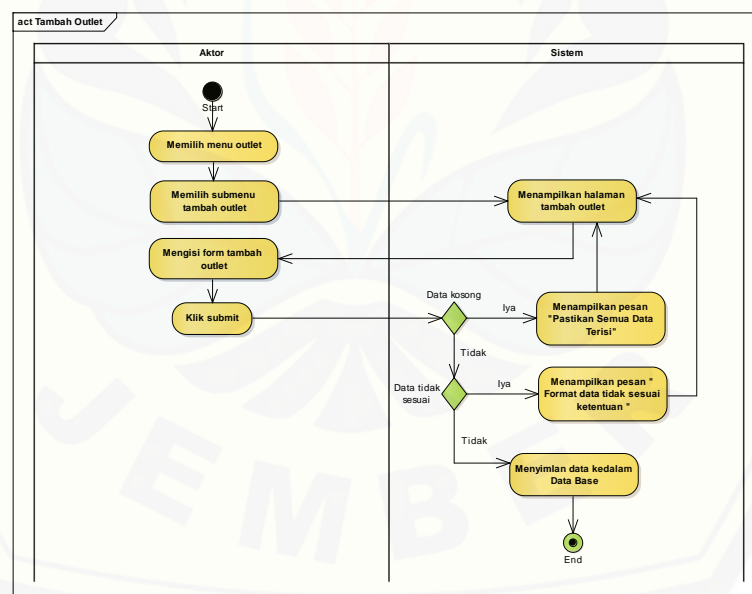 act Tambah Outlet
Aktor
Sistem
Start
Memilih menu outlet
Memilih submenu
tambah outlet
Menampilkan halaman
tambah outlet
Mengisi form tambah
outlet
Klik submit
Data kosong
Iya
Menampilkan pesan
"Pastikan Semua Data
Terisi"
Tidak
Data tidak
sesuai
Iya
Menampilkan pesan "
Format data tidak sesuai
ketentuan "
Tidak
Menyimlan data kedalam
Data Base
End
JEMBER